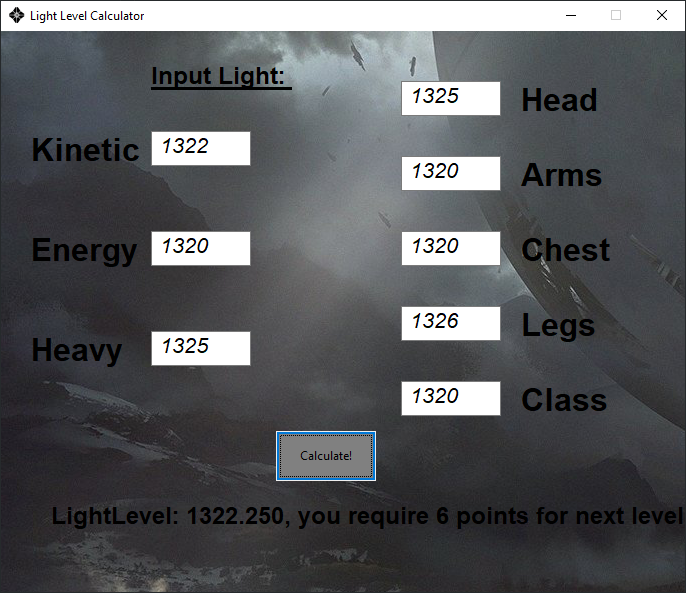 Light Level Calculator
Input Light:
Kinetic 1322
Energy 1320
Heavy 1325
1325 Head
1320 Arms
1320 Chest
1326 Legs
1320 Class
Calculate!
LightLevel: 1322.250, you require 6 points for next level